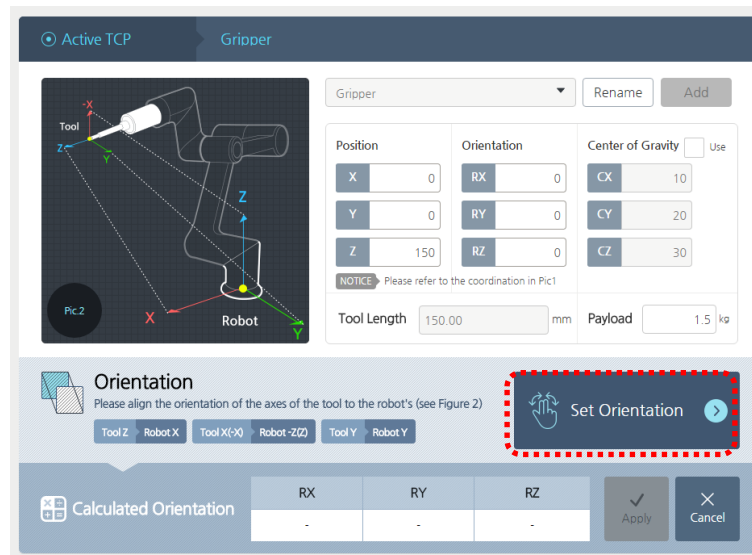 Active TCP Gripper
Gripper Rename Add
-X
Tool
Z
Y
Z
X
Robot
Y
Pic.2
Position Orientation Center of Gravity Use
X 0 RX 0 CX 10
Y 0 RY 0 CY 20
Z 150 RZ 0 CZ 30
NOTICE Please refer to the coordination in Pic1
Tool Length 150.00 mm Payload 1.5 kg
Orientation
Please align the orientation of the axes of the tool to the robot's (see Figure 2)
Tool Z Robot X Tool X(-X) Robot -Z(Z) Tool Y Robot Y
Set Orientation
Calculated Orientation
RX RY RZ
- - -
Apply Cancel